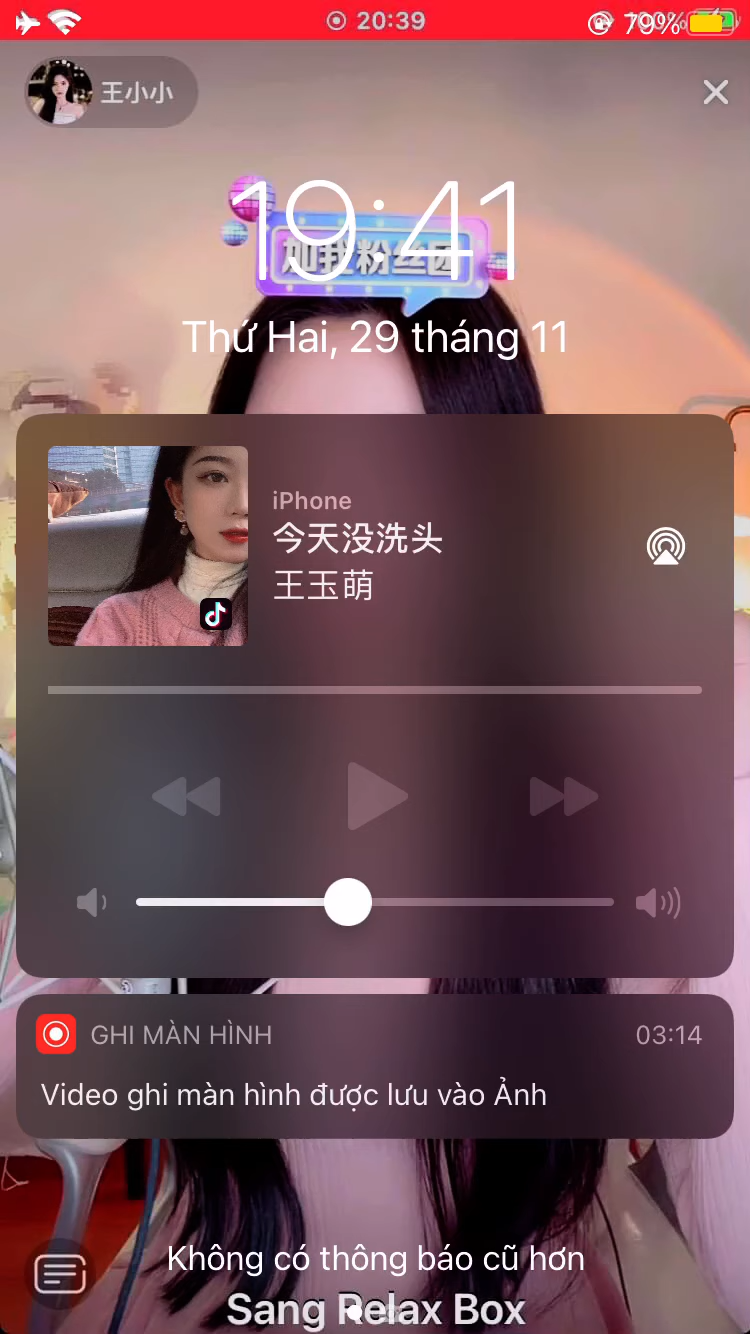 20:39
79%
王小小
19:41
加我粉丝团
Thứ Hai, 29 tháng 11
iPhone
今天没洗头
王玉萌
GHI MÀN HÌNH
03:14
Video ghi màn hình được lưu vào Ảnh
Không có thông báo cũ hơn
Sang Relax Box